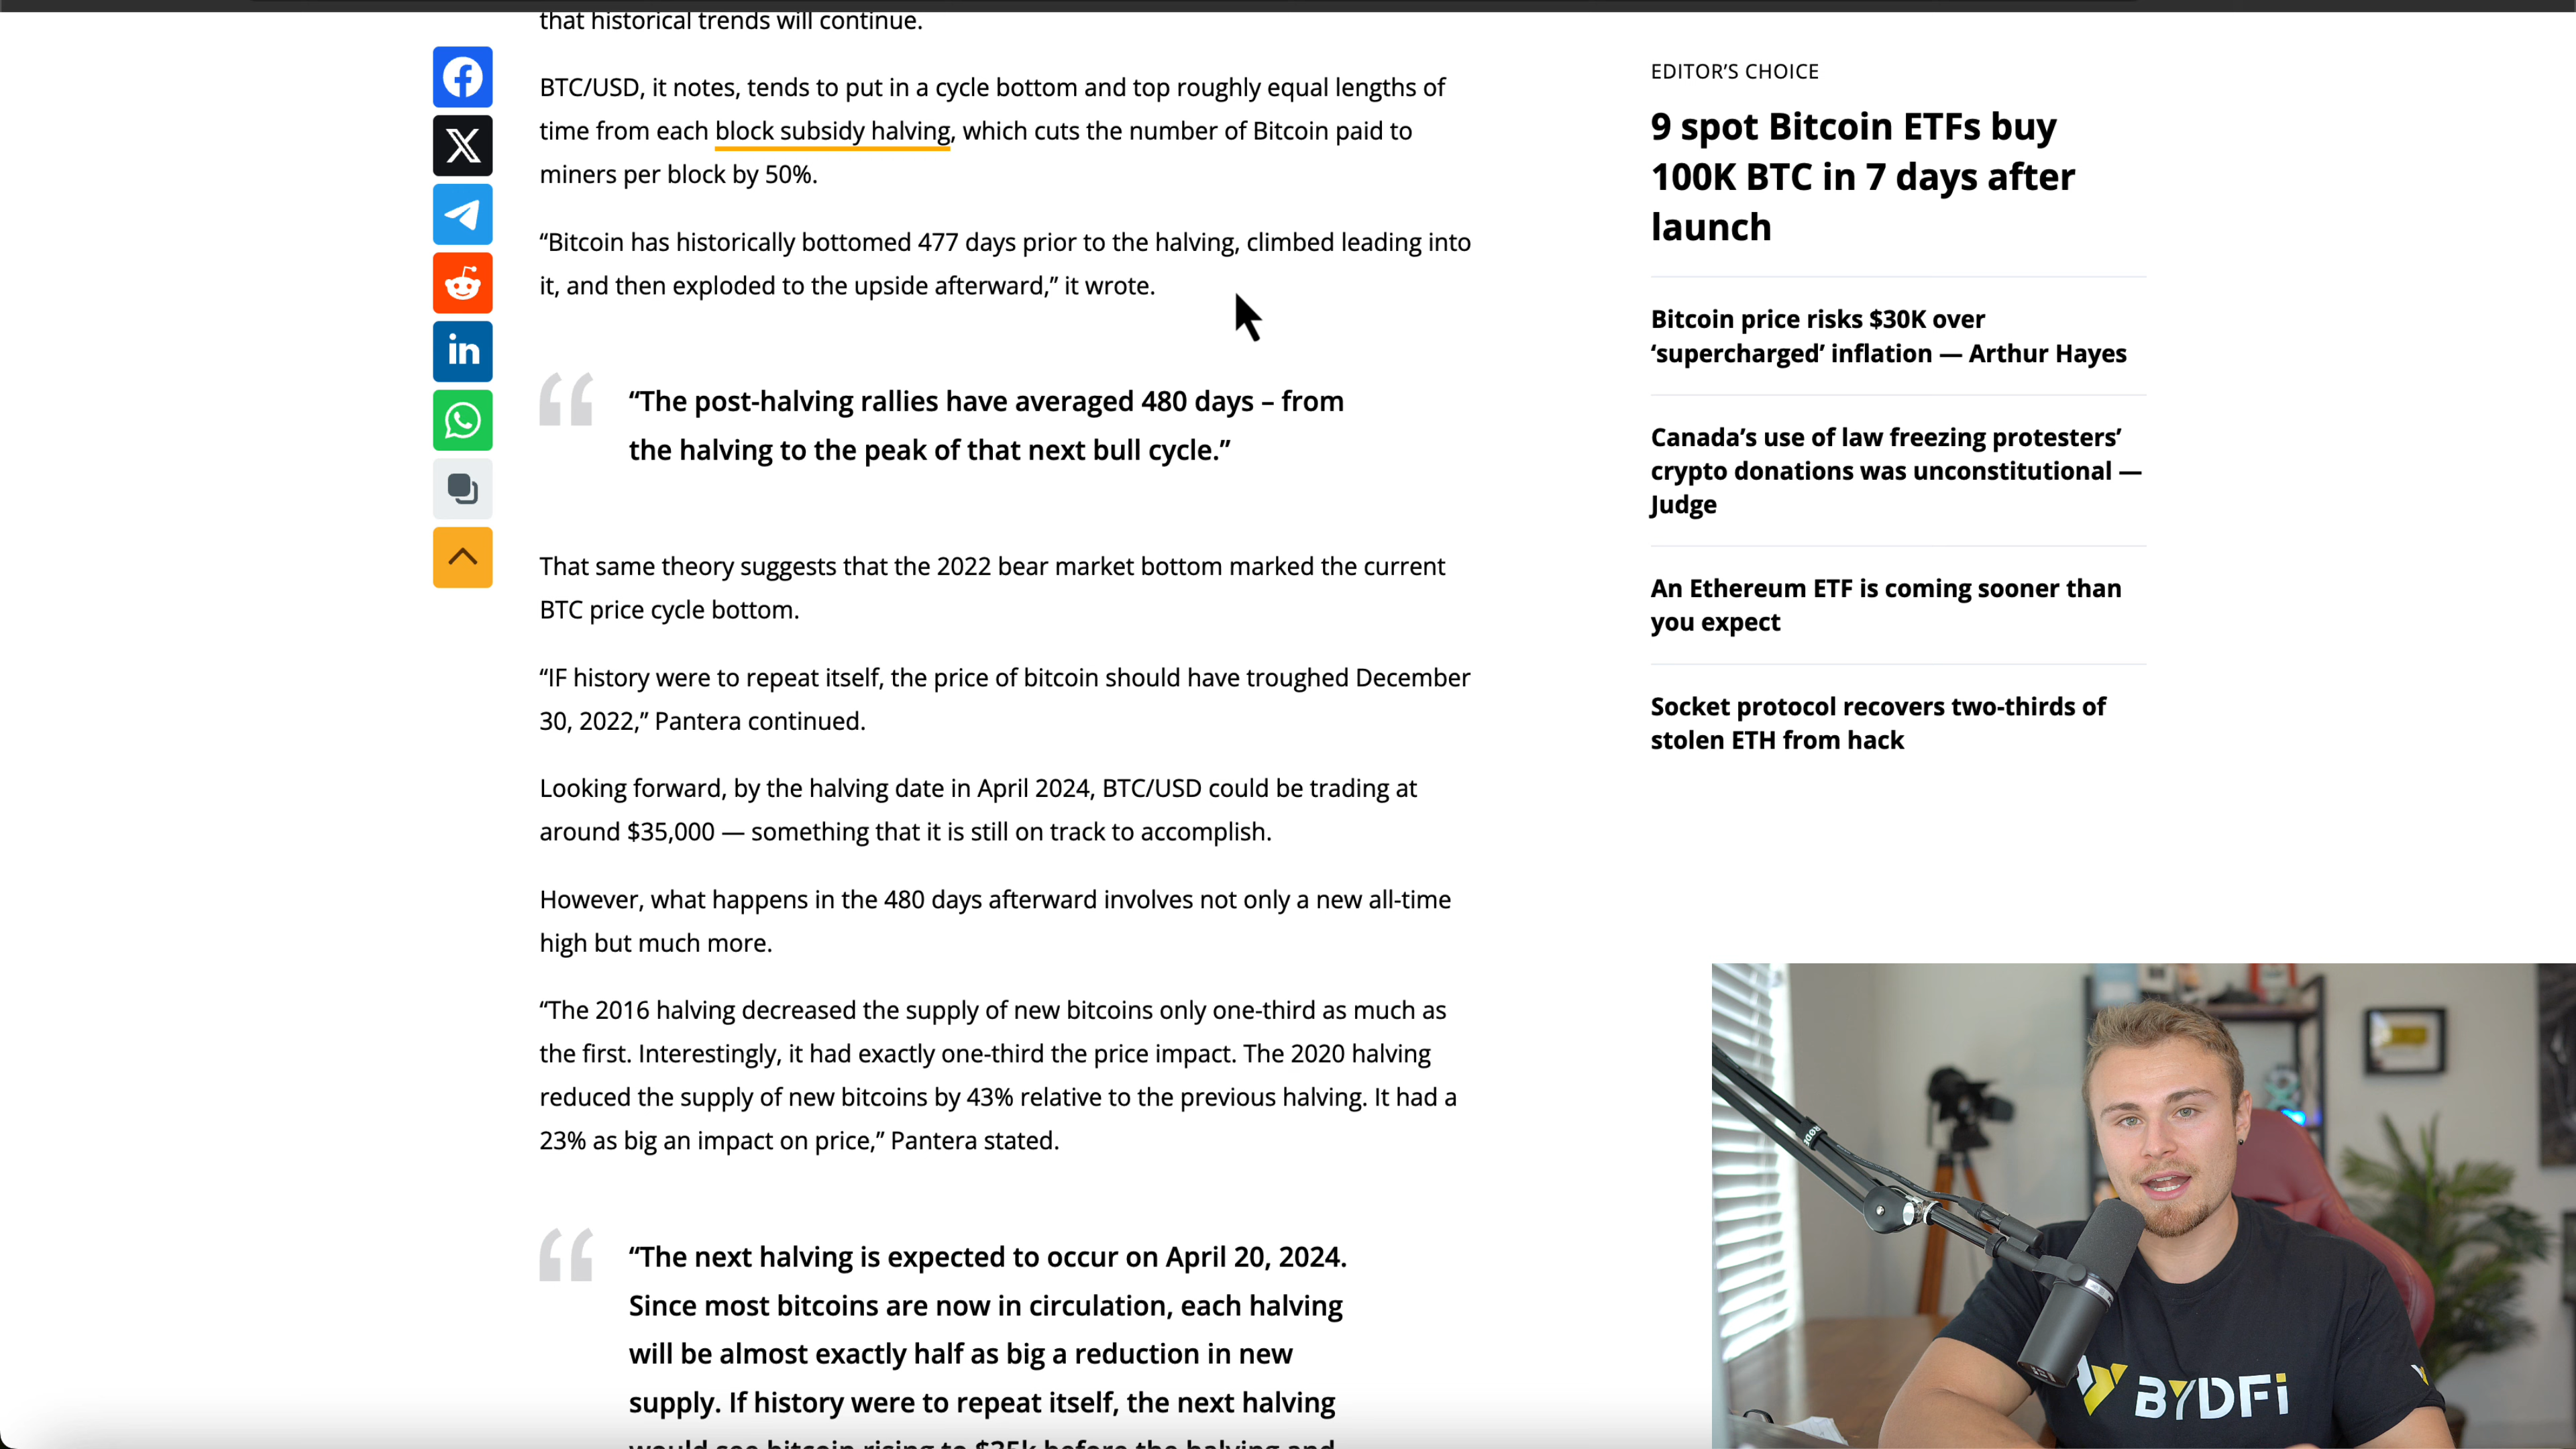 that historical trends will continue.
BTC/USD, it notes, tends to put in a cycle bottom and top roughly equal lengths of
time from each block subsidy halving, which cuts the number of Bitcoin paid to
miners per block by 50%.
“Bitcoin has historically bottomed 477 days prior to the halving, climbed leading into
it, and then exploded to the upside afterward,” it wrote.
“The post-halving rallies have averaged 480 days – from
the halving to the peak of that next bull cycle.”
That same theory suggests that the 2022 bear market bottom marked the current
BTC price cycle bottom.
“IF history were to repeat itself, the price of bitcoin should have troughed December
30, 2022,” Pantera continued.
Looking forward, by the halving date in April 2024, BTC/USD could be trading at
around $35,000 — something that it is still on track to accomplish.
However, what happens in the 480 days afterward involves not only a new all-time
high but much more.
“The 2016 halving decreased the supply of new bitcoins only one-third as much as
the first. Interestingly, it had exactly one-third the price impact. The 2020 halving
reduced the supply of new bitcoins by 43% relative to the previous halving. It had a
23% as big an impact on price,” Pantera stated.
“The next halving is expected to occur on April 20, 2024.
Since most bitcoins are now in circulation, each halving
will be almost exactly half as big a reduction in new
supply. If history were to repeat itself, the next halving
would see bitcoin rising to $35k before the halving and
EDITOR’S CHOICE
9 spot Bitcoin ETFs buy
100K BTC in 7 days after
launch
Bitcoin price risks $30K over
‘supercharged’ inflation — Arthur Hayes
Canada’s use of law freezing protesters’
crypto donations was unconstitutional —
Judge
An Ethereum ETF is coming sooner than
you expect
Socket protocol recovers two-thirds of
stolen ETH from hack
BYDFi